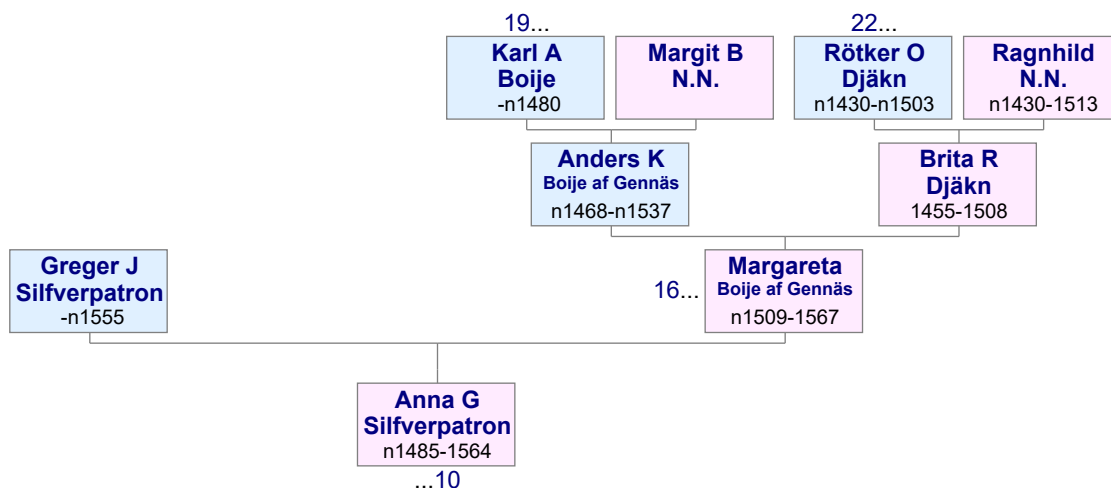 19...
Karl A
Boije
-n1480
Margit B
N.N.
22...
Rötker O
Djäkn
n1430-n1503
Ragnhild
N.N.
n1430-1513
Anders K
Boije af Gennäs
n1468-n1537
Brita R
Djäkn
1455-1508
Greger J
Silfverpatron
-n1555
16...
Margareta
Boije af Gennäs
n1509-1567
Anna G
Silfverpatron
n1485-1564
...10